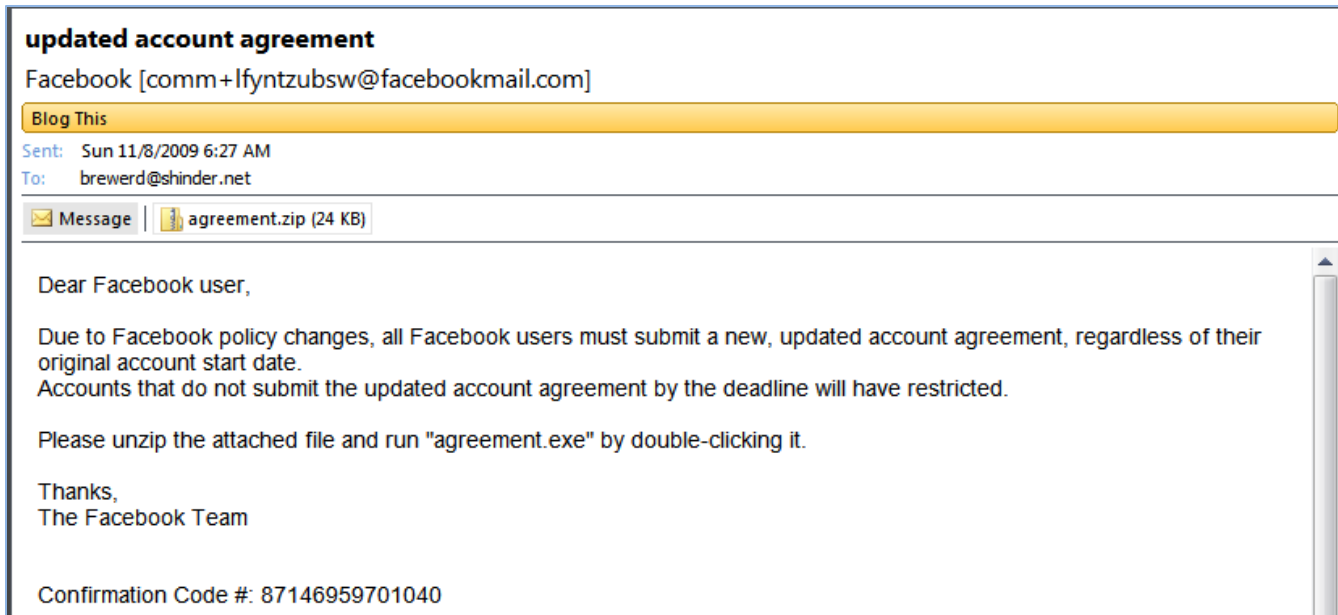 updated account agreement
Facebook [comm+lfyntzubsw@facebookmail.com]
Blog This
Sent: Sun 11/8/2009 6:27 AM
To: brewerd@shinder.net
Message agreement.zip (24 KB)
Dear Facebook user,
Due to Facebook policy changes, all Facebook users must submit a new, updated account agreement, regardless of their
original account start date.
Accounts that do not submit the updated account agreement by the deadline will have restricted.
Please unzip the attached file and run "agreement.exe" by double-clicking it.
Thanks,
The Facebook Team
Confirmation Code #: 87146959701040